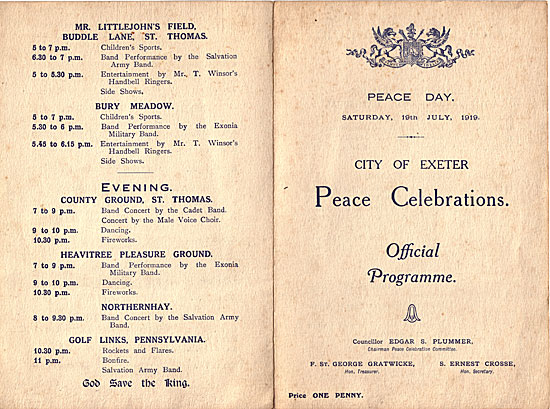 MR. LITTLEJOHN'S FIELD,
BUDDLE LANE, ST. THOMAS.
5 to 7 p.m. Children's Sports.
6.30 to 7 p.m. Band Performance by the Salvation
Army Band.
5 to 5.30 p.m. Entertainment by Mr. T. Winsor's
Handbell Ringers.
Side Shows.
BURY MEADOW.
5 to 7 p.m. Children's Sports.
5.30 to 6 p.m. Band Performance by the Exonia
Military Band.
5.45 to 6.15 p.m. Entertainment by Mr. T. Winsor's
Handbell Ringers.
Side Shows.
EVENING.
COUNTY GROUND, ST. THOMAS.
7 to 9 p.m. Band Concert by the Cadet Band.
Concert by the Male Voice Choir.
9 to 10 p.m. Dancing.
10.30 p.m. Fireworks.
HEAVITREE PLEASURE GROUND.
7 to 9 p.m. Band Performance by the Exonia
Military Band.
9 to 10 p.m. Dancing.
10.30 p.m. Fireworks.
NORTHERNHAY.
8 to 9.30 p.m. Band Concert by the Salvation Army
Band.
GOLF LINKS, PENNSYLVANIA.
10.30 p.m. Rockets and Flares.
11 p.m. Bonfire.
Salvation Army Band.
God Save the King.
PEACE DAY.
SATURDAY, 19th JULY, 1919.
CITY OF EXETER
Peace Celebrations.
Official
Programme.
Councillor EDGAR S. PLUMMER,
Chairman Peace Celebration Committee.
F. ST. GEORGE GRATWICKE, S. ERNEST CROSSE,
Hon. Treasurer. Hon. Secretary.
Price ONE PENNY.